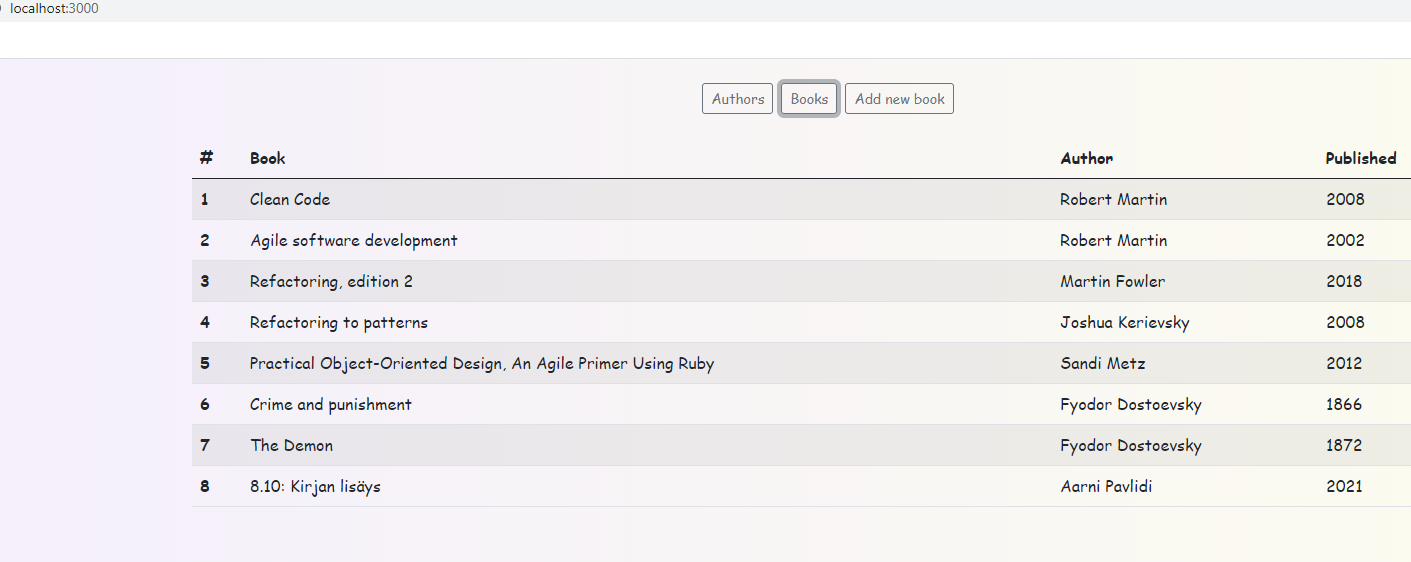 localhost:3000
Authors Books Add new book
# Book Author Published
1 Clean Code Robert Martin 2008
2 Agile software development Robert Martin 2002
3 Refactoring, edition 2 Martin Fowler 2018
4 Refactoring to patterns Joshua Kerievsky 2008
5 Practical Object-Oriented Design, An Agile Primer Using Ruby Sandi Metz 2012
6 Crime and punishment Fyodor Dostoevsky 1866
7 The Demon Fyodor Dostoevsky 1872
8 8.10: Kirjan lisäys Aarni Pavlidi 2021